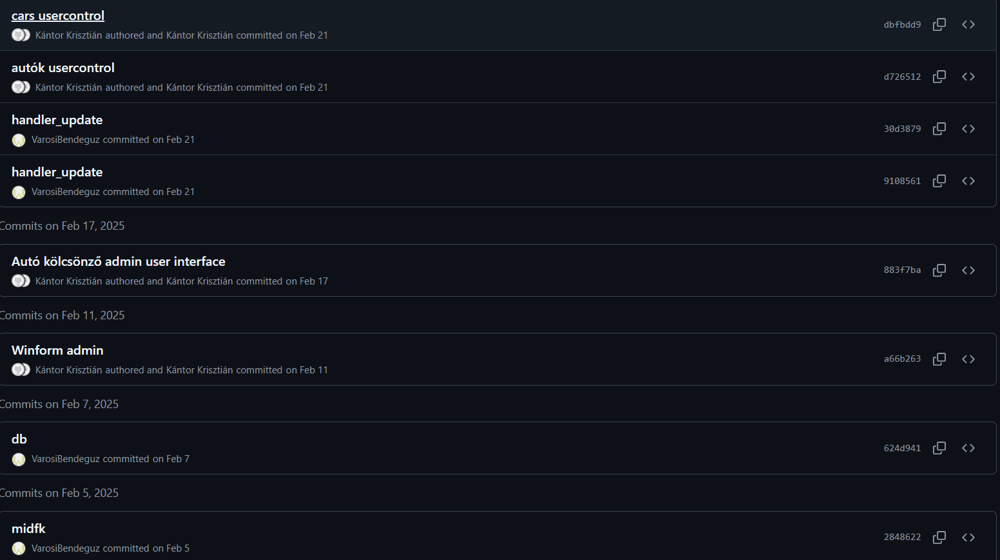 cars usercontrol
Kántor Krisztián authored and Kántor Krisztián committed on Feb 21
dbfbdd9
autók usercontrol
Kántor Krisztián authored and Kántor Krisztián committed on Feb 21
d726512
handler_update
VarosiBendeguz committed on Feb 21
30d3879
handler_update
VarosiBendeguz committed on Feb 21
9108561
Commits on Feb 17, 2025
Autó kölcsönző admin user interface
Kántor Krisztián authored and Kántor Krisztián committed on Feb 17
883f7ba
Commits on Feb 11, 2025
Winform admin
Kántor Krisztián authored and Kántor Krisztián committed on Feb 11
a66b263
Commits on Feb 7, 2025
db
VarosiBendeguz committed on Feb 7
624d941
Commits on Feb 5, 2025
midfk
VarosiBendeguz committed on Feb 5
2848622